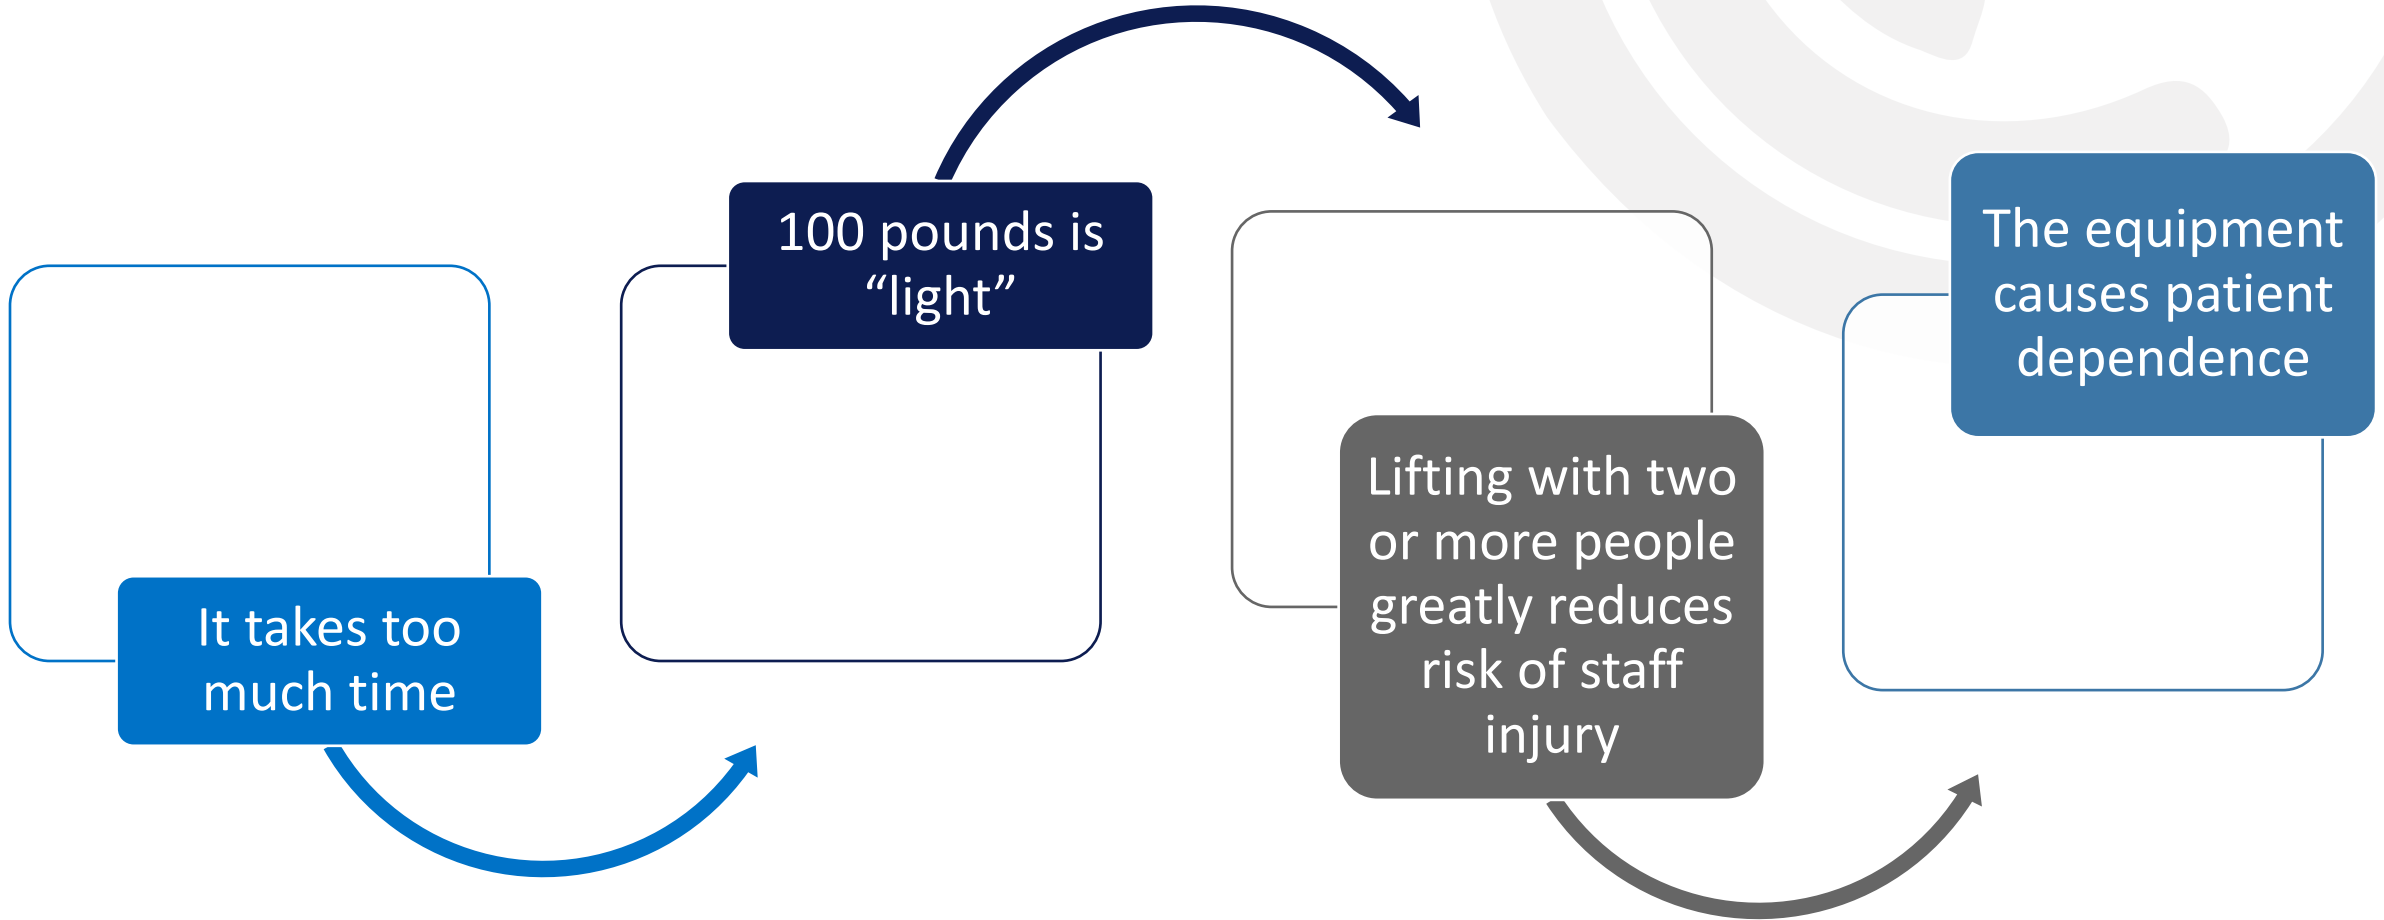 It takes too
much time
100 pounds is
“light”
Lifting with two
or more people
greatly reduces
risk of staff
injury
The equipment
causes patient
dependence